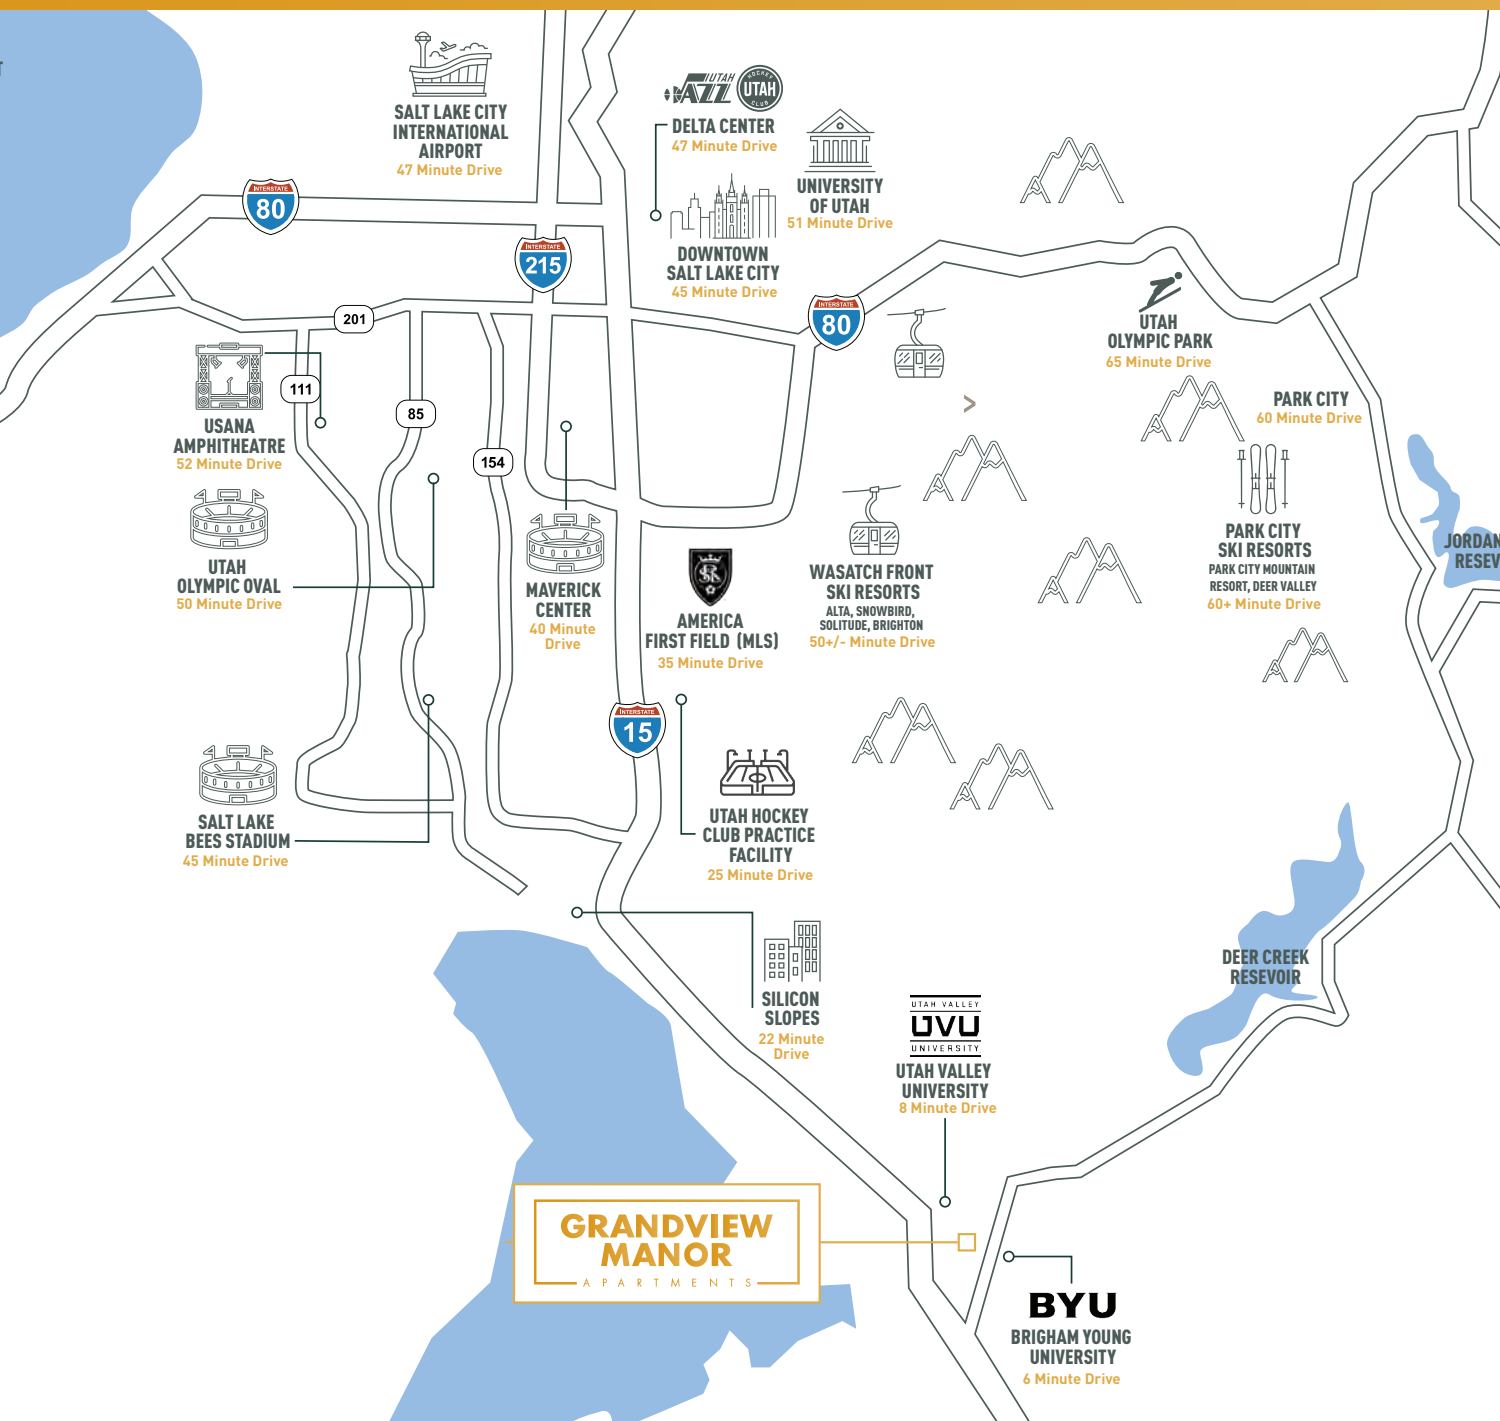 SALT LAKE CITY
INTERNATIONAL
AIRPORT
47 Minute Drive
UTAH
JAZZ
HOCKEY
UTAH
CLUB
DELTA CENTER
47 Minute Drive
UNIVERSITY
OF UTAH
51 Minute Drive
DOWNTOWN
SALT LAKE CITY
45 Minute Drive
INTERSTATE
80
INTERSTATE
215
INTERSTATE
80
201
111
85
154
UTAH
OLYMPIC PARK
65 Minute Drive
USANA
AMPHITHEATRE
52 Minute Drive
>
PARK CITY
60 Minute Drive
UTAH
OLYMPIC OVAL
50 Minute Drive
MAVERICK
CENTER
40 Minute
Drive
RSL
AMERICA
FIRST FIELD (MLS)
35 Minute Drive
WASATCH FRONT
SKI RESORTS
ALTA, SNOWBIRD,
SOLITUDE, BRIGHTON
50+/- Minute Drive
PARK CITY
SKI RESORTS
PARK CITY MOUNTAIN
RESORT, DEER VALLEY
60+ Minute Drive
JORDAN
RESEV
INTERSTATE
15
SALT LAKE
BEES STADIUM
45 Minute Drive
UTAH HOCKEY
CLUB PRACTICE
FACILITY
25 Minute Drive
SILICON
SLOPES
22 Minute
Drive
DEER CREEK
RESEVOIR
UTAH VALLEY
UVU
UNIVERSITY
UTAH VALLEY
UNIVERSITY
8 Minute Drive
GRANDVIEW
MANOR
APARTMENTS
BYU
BRIGHAM YOUNG
UNIVERSITY
6 Minute Drive